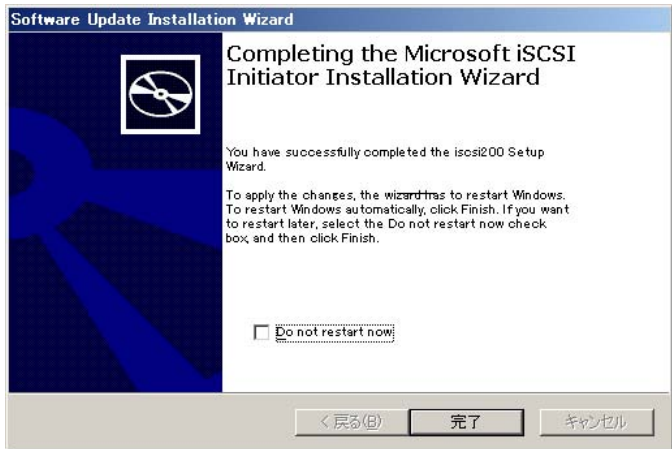 Software Update Installation Wizard
Completing the Microsoft iSCSI
Initiator Installation Wizard
You have successfully completed the iscsi200 Setup
Wizard.
To apply the changes, the wizard has to restart Windows.
To restart Windows automatically, click Finish. If you want
to restart later, select the Do not restart now check
box, and then click Finish.
Do not restart now
< 戻る(B) 完了 キャンセル